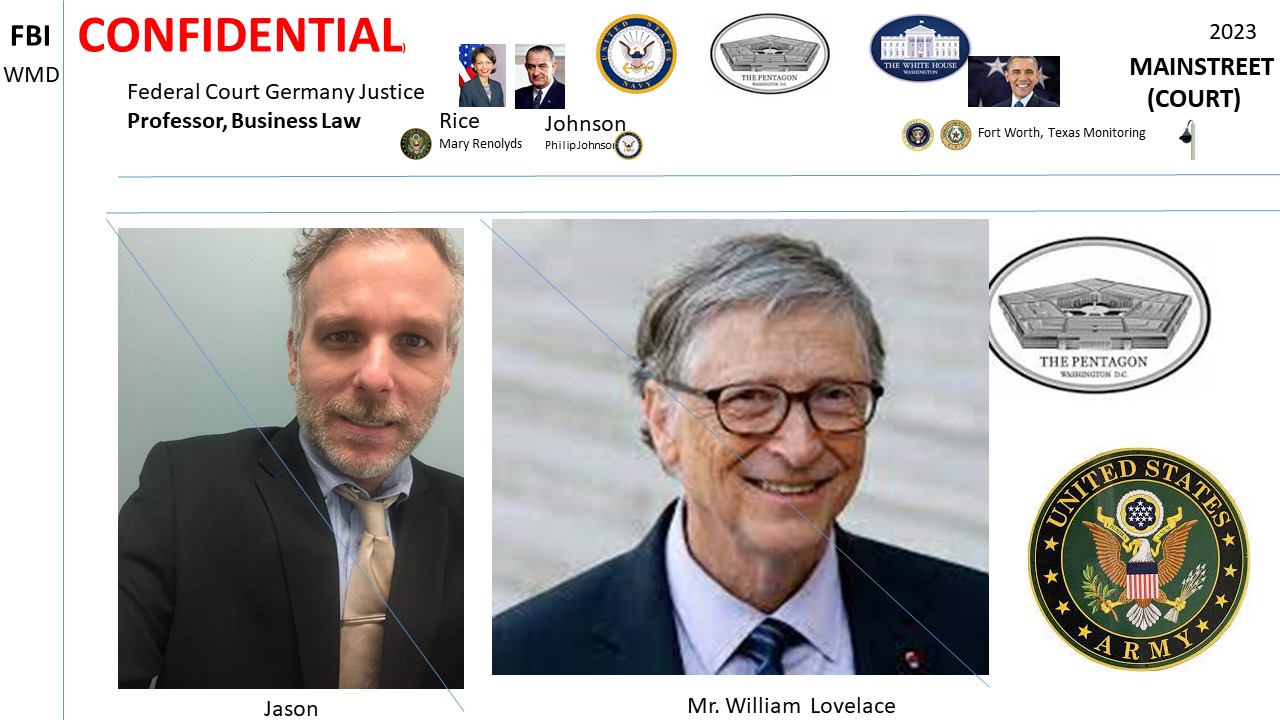 FBI
WMD
CONFIDENTIAL)
Federal Court Germany Justice
Professor, Business Law
Rice
Mary Renolyds
Johnson
PhilipJohnson
UNITED STATES
NAVY
THE PENTAGON
WASHINGTON D.C.
THE WHITE HOUSE
WASHINGTON
2023
MAINSTREET
(COURT)
Fort Worth, Texas Monitoring
THE PENTAGON
WASHINGTON D.C.
UNITED STATES
ARMY
Jason
Mr. William Lovelace